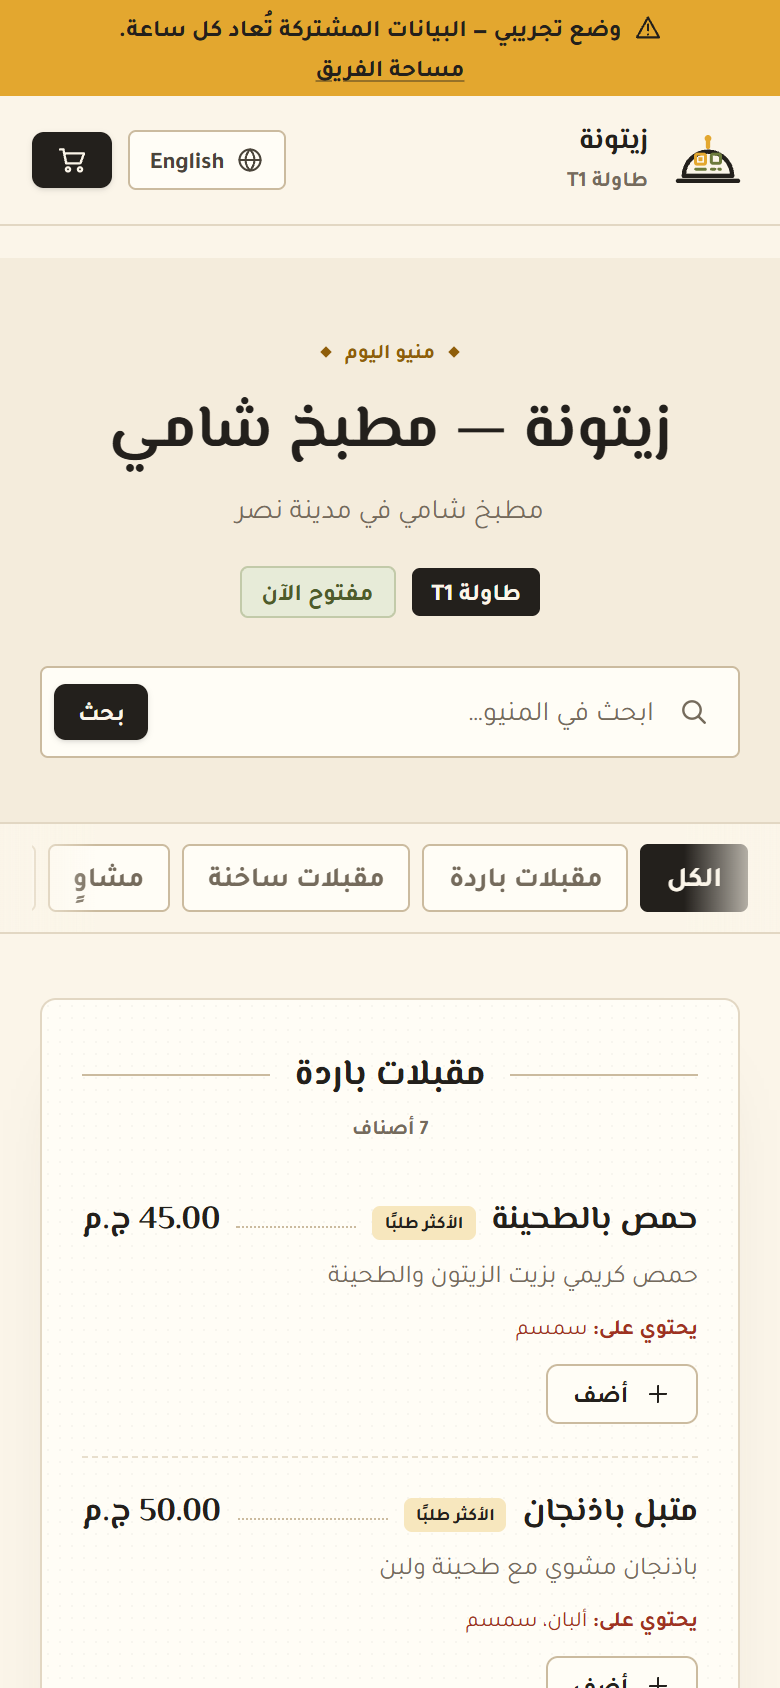 وضع تجريبي — البيانات المشتركة تُعاد كل ساعة.
مساحة الفريق
زيتونة
طاولة T1
English
منيو اليوم
زيتونة — مطبخ شامي
مطبخ شامي في مدينة نصر
طاولة T1
مفتوح الآن
ابحث في المنيو...
بحث
الكل
مقبلات باردة
مقبلات ساخنة
مشاوٍ
مقبلات باردة
7 أصناف
حمص بالطحينة الأكثر طلبًا 45.00 ج.م
حمص كريمي بزيت الزيتون والطحينة
يحتوي على: سمسم
أضف
متبل باذنجان الأكثر طلبًا 50.00 ج.م
باذنجان مشوي مع طحينة ولبن
يحتوي على: ألبان، سمسم
أضف